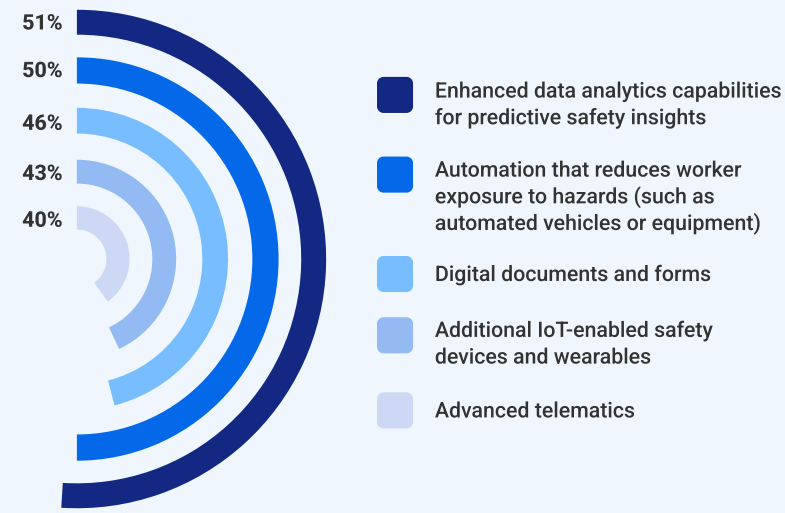 51%
50%
46%
43%
40%
Enhanced data analytics capabilities
for predictive safety insights
Automation that reduces worker
exposure to hazards (such as
automated vehicles or equipment)
Digital documents and forms
Additional IoT-enabled safety
devices and wearables
Advanced telematics